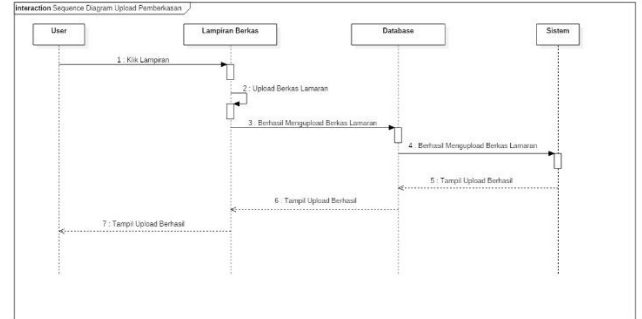 interaction Sequence Diagram Upload Pemberkasan
User
Lampiran Berkas
Database
Sistem
1 : Klik Lampiran
2 : Upload Berkas Lamaran
3 : Berhasil Mengupload Berkas Lamaran
4 : Berhasil Mengupload Berkas Lamaran
5 : Tampil Upload Berhasil
6 : Tampil Upload Berhasil
7 : Tampil Upload Berhasil